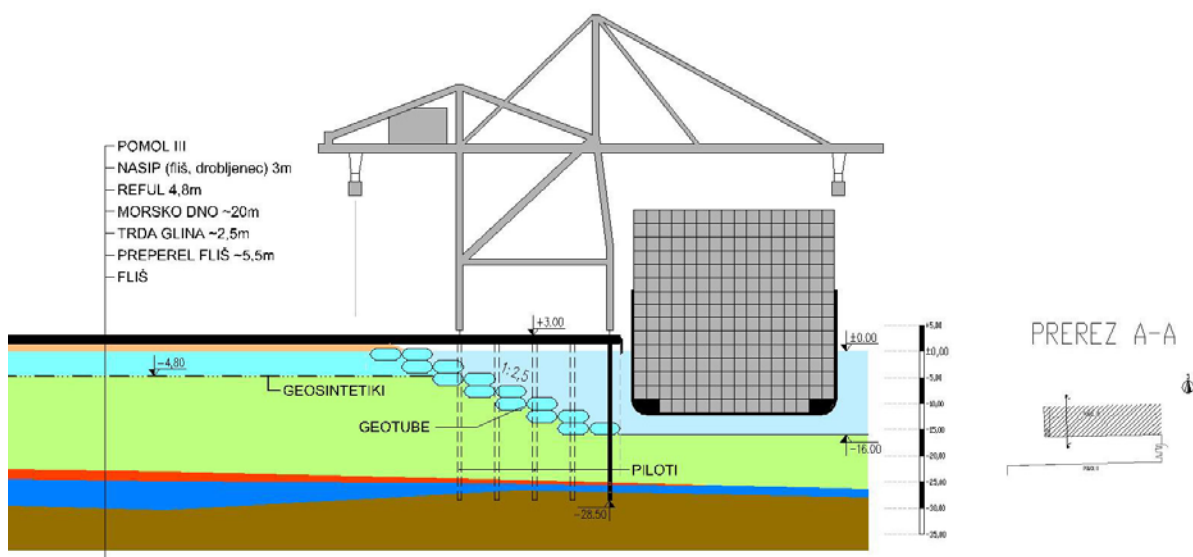 POMOL III
NASIP (fliš, drobljenec) 3m
REFUL 4,8m
MORSKO DNO ~20m
TRDA GLINA ~2,5m
PREPEREL FLIŠ ~5,5m
FLIŠ
+3.00
-4,80
GEOSINTETIKI
1:2,5
GEOTUBE
PILOTI
-28.50
±0.00
-16.00
+5,00
±0,00
-5,00
-10,00
-15,00
-20,00
-25,00
-30,00
PREREZ A-A